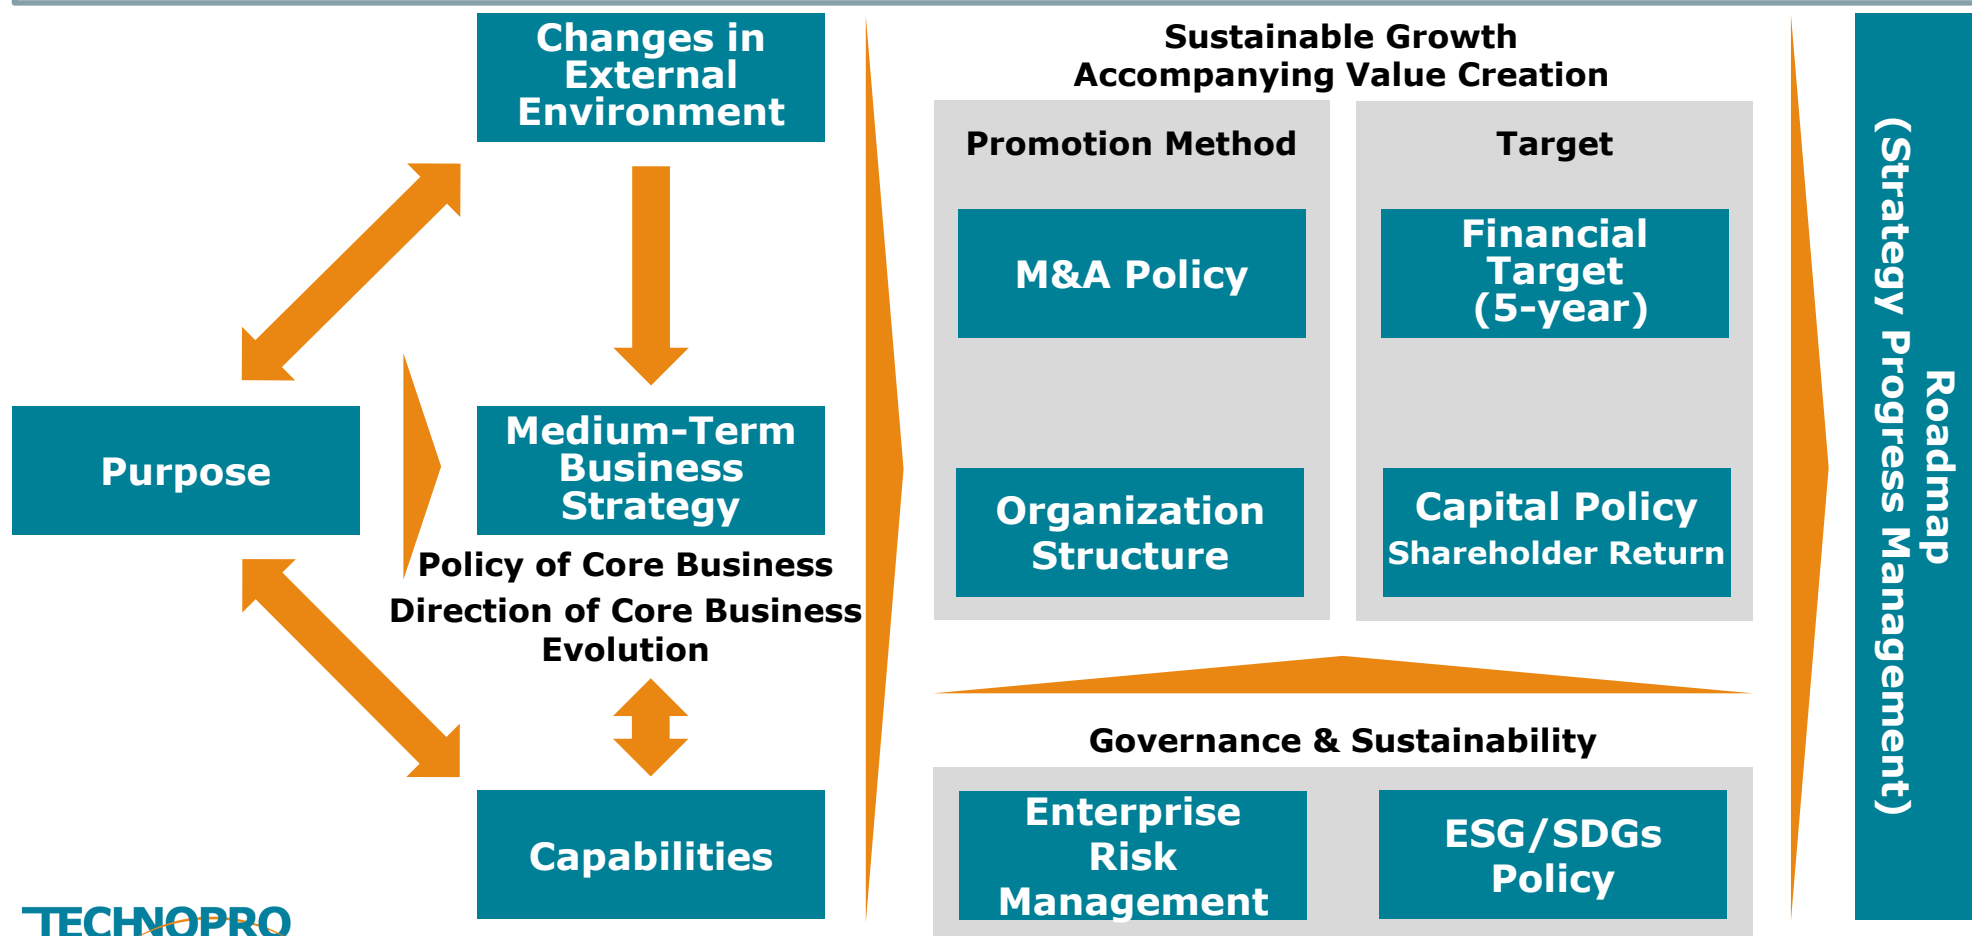 Changes in
External
Environment
Purpose
Medium-Term
Business
Strategy
Policy of Core Business
Direction of Core Business
Evolution
Capabilities
Sustainable Growth
Accompanying Value Creation
Promotion Method
M&A Policy
Organization
Structure
Target
Financial
Target
(5-year)
Capital Policy
Shareholder Return
Governance & Sustainability
Enterprise
Risk
Management
ESG/SDGs
Policy
Roadmap
(Strategy Progress Management)
TECHNOPRO